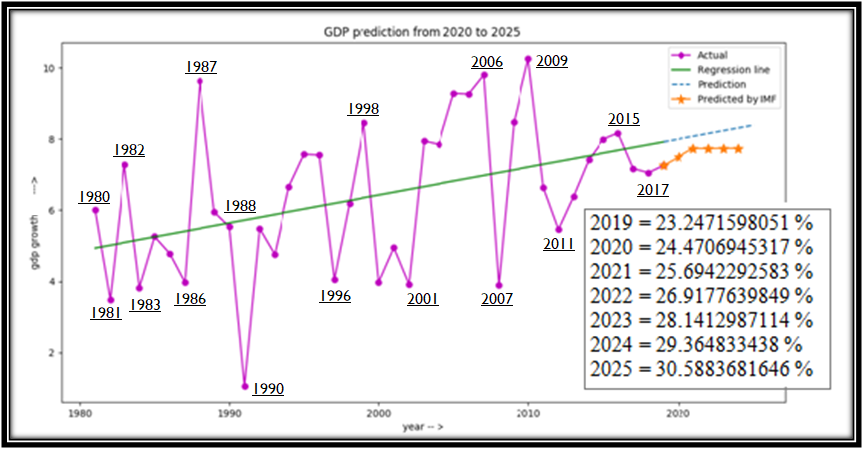 GDP prediction from 2020 to 2025
Actual
Regression line
Prediction
Predicted by IMF
10
8
6
4
2
gdp growth ---->
1980
1981
1982
1983
1986
1987
1988
1990
1996
1998
2001
2006
2007
2009
2011
2015
2017
2019 = 23.2471598051 %
2020 = 24.4706945317 %
2021 = 25.6942292583 %
2022 = 26.9177639849 %
2023 = 28.1412987114 %
2024 = 29.364833438 %
2025 = 30.5883681646 %
1980 1990 2000 2010 2020
year -- >